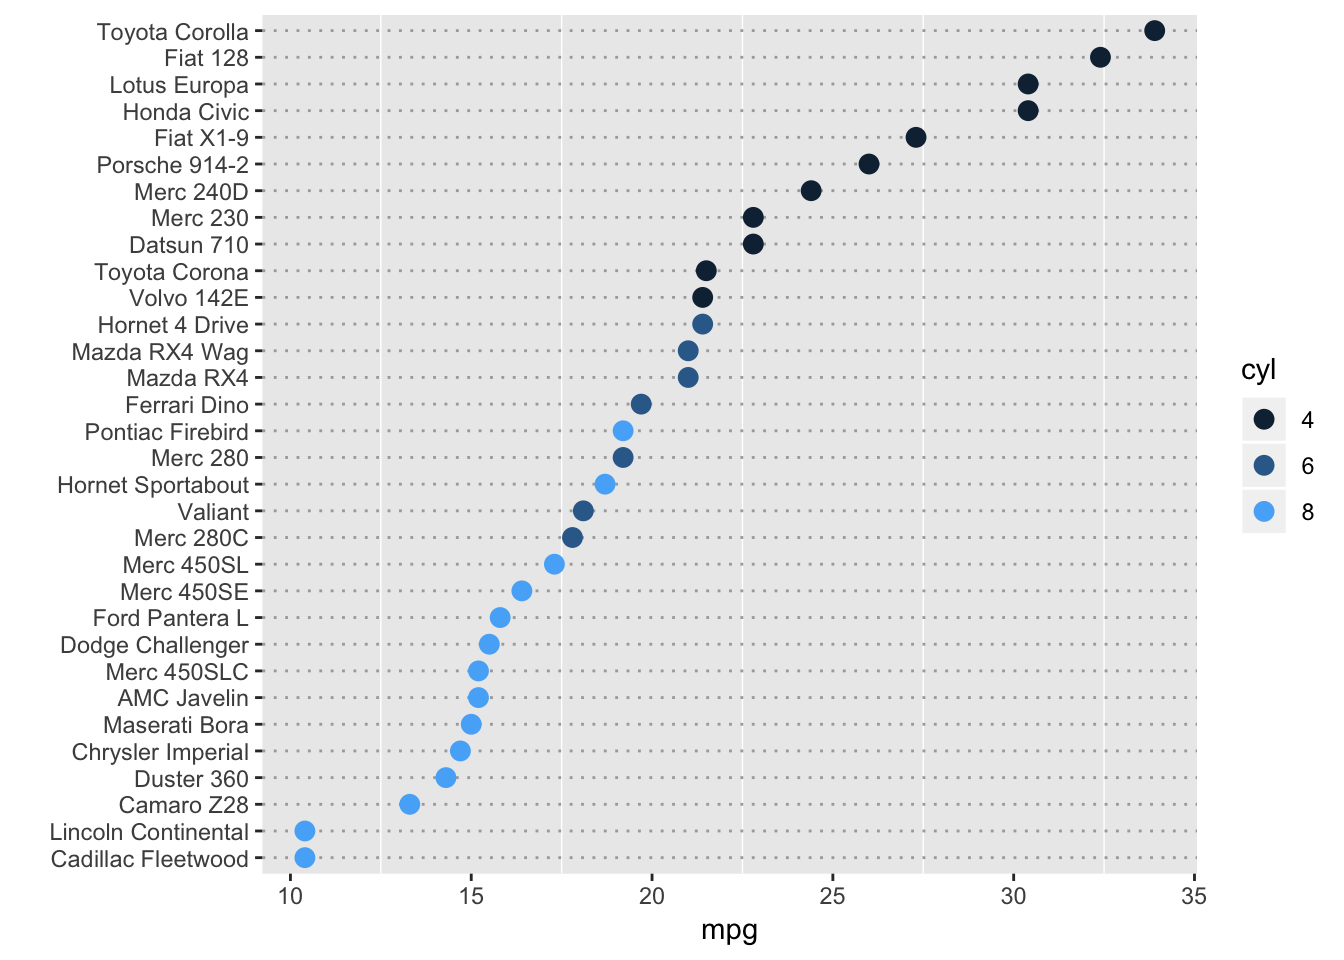 Toyota Corolla
Fiat 128
Lotus Europa
Honda Civic
Fiat X1-9
Porsche 914-2
Merc 240D
Merc 230
Datsun 710
Toyota Corona
Volvo 142E
Hornet 4 Drive
Mazda RX4 Wag
Mazda RX4
Ferrari Dino
Pontiac Firebird
Merc 280
Hornet Sportabout
Valiant
Merc 280C
Merc 450SL
Merc 450SE
Ford Pantera L
Dodge Challenger
Merc 450SLC
AMC Javelin
Maserati Bora
Chrysler Imperial
Duster 360
Camaro Z28
Lincoln Continental
Cadillac Fleetwood
10 15 20 25 30 35
mpg
cyl
4
6
8